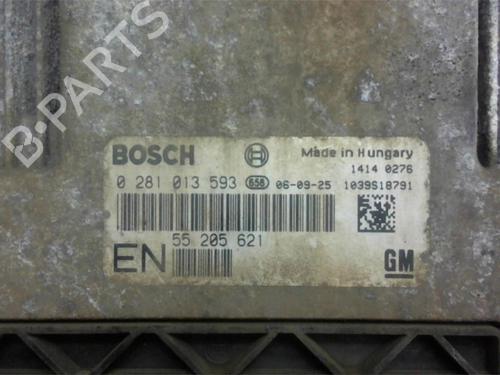 B-PARTS
BOSCH
Made in Hungary
1414 0276
0 281 013 593 658 06-09-25 1039S18791
55 205 621
EN
GM